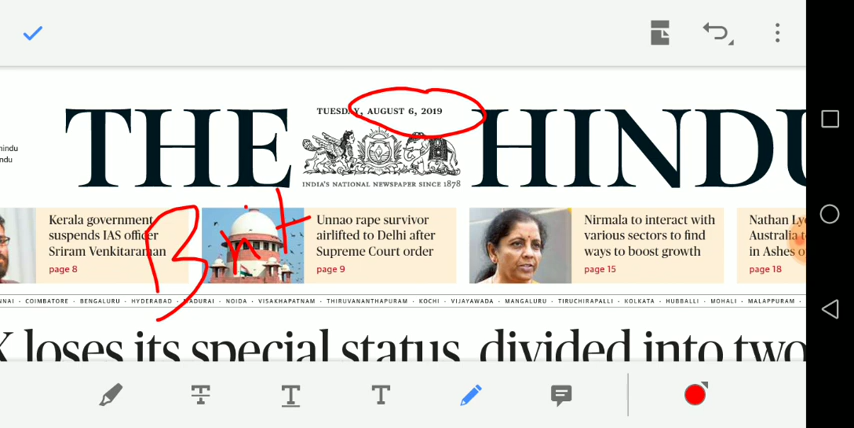 hindu
ndu
TUESDAY, AUGUST 6, 2019
THE HINDU
INDIA'S NATIONAL NEWSPAPER SINCE 1878
Kerala government
suspends IAS officer
Sriram Venkitaraman
page 8
Unnao rape survivor
airlifted to Delhi after
Supreme Court order
page 9
Nirmala to interact with
various sectors to find
ways to boost growth
page 15
Nathan Ly
Australia
in Ashes
page 18
NNAI · COIMBATORE · BENGALURU · HYDERABAD · MADURAI · NOIDA · VISAKHAPATNAM · THIRUVANANTHAPURAM · KOCHI · VIJAYAWADA · MANGALURU · TIRUCHIRAPALLI · KOLKATA · HUBBALLI · MOHALI · MALAPPURAM ·
K loses its special status, divided into two
T T T